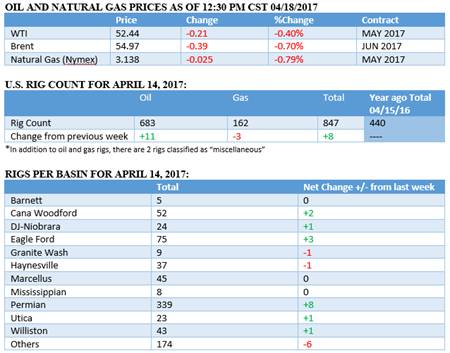 OIL AND NATURAL GAS PRICES AS OF 12:30 PM CST 04/18/2017
Price Change %Change Contract
WTI 52.44 -0.21 -0.40% MAY 2017
Brent 54.97 -0.39 -0.70% JUN 2017
Natural Gas (Nymex) 3.138 -0.025 -0.79% MAY 2017
U.S. RIG COUNT FOR APRIL 14, 2017:
Oil Gas Total Year ago Total
04/15/16
Rig Count 683 162 847 440
Change from previous week +11 -3 +8 ----
*In addition to oil and gas rigs, there are 2 rigs classified as “miscellaneous”
RIGS PER BASIN FOR APRIL 14, 2017:
Total Net Change +/- from last week
Barnett 5 0
Cana Woodford 52 +2
DJ-Niobrara 24 +1
Eagle Ford 75 +3
Granite Wash 9 -1
Haynesville 37 -1
Marcellus 45 0
Mississippian 8 0
Permian 339 +8
Utica 23 +1
Williston 43 +1
Others 174 -6